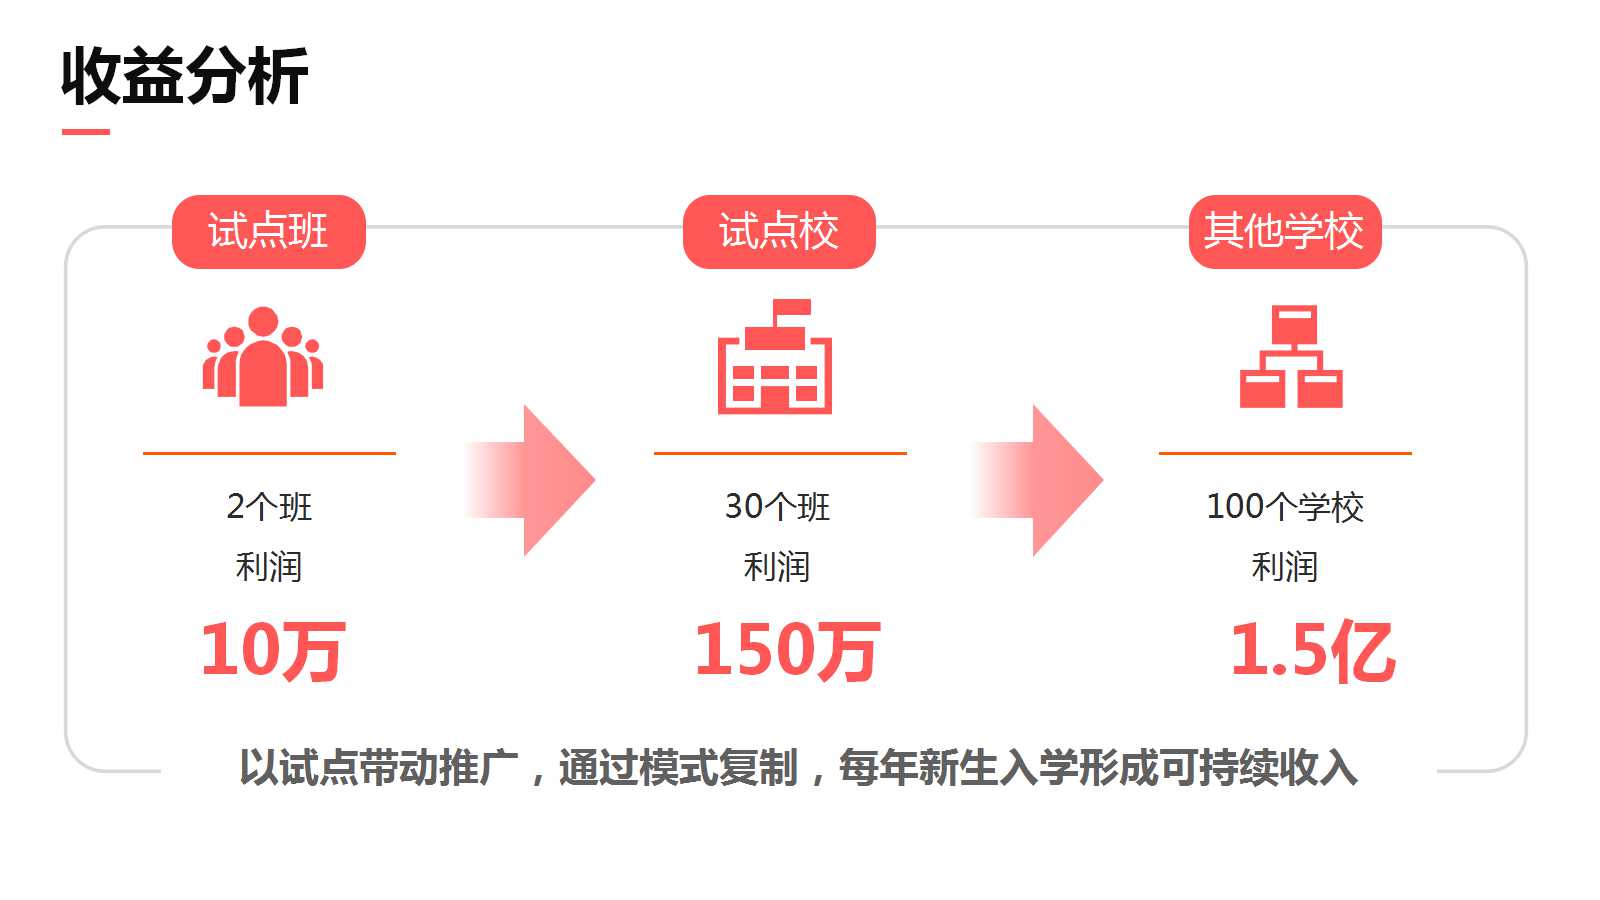 收益分析
试点班
2个班
利润
10万
试点校
30个班
利润
150万
其他学校
100个学校
利润
1.5亿
以试点带动推广，通过模式复制，每年新生入学形成可持续收入